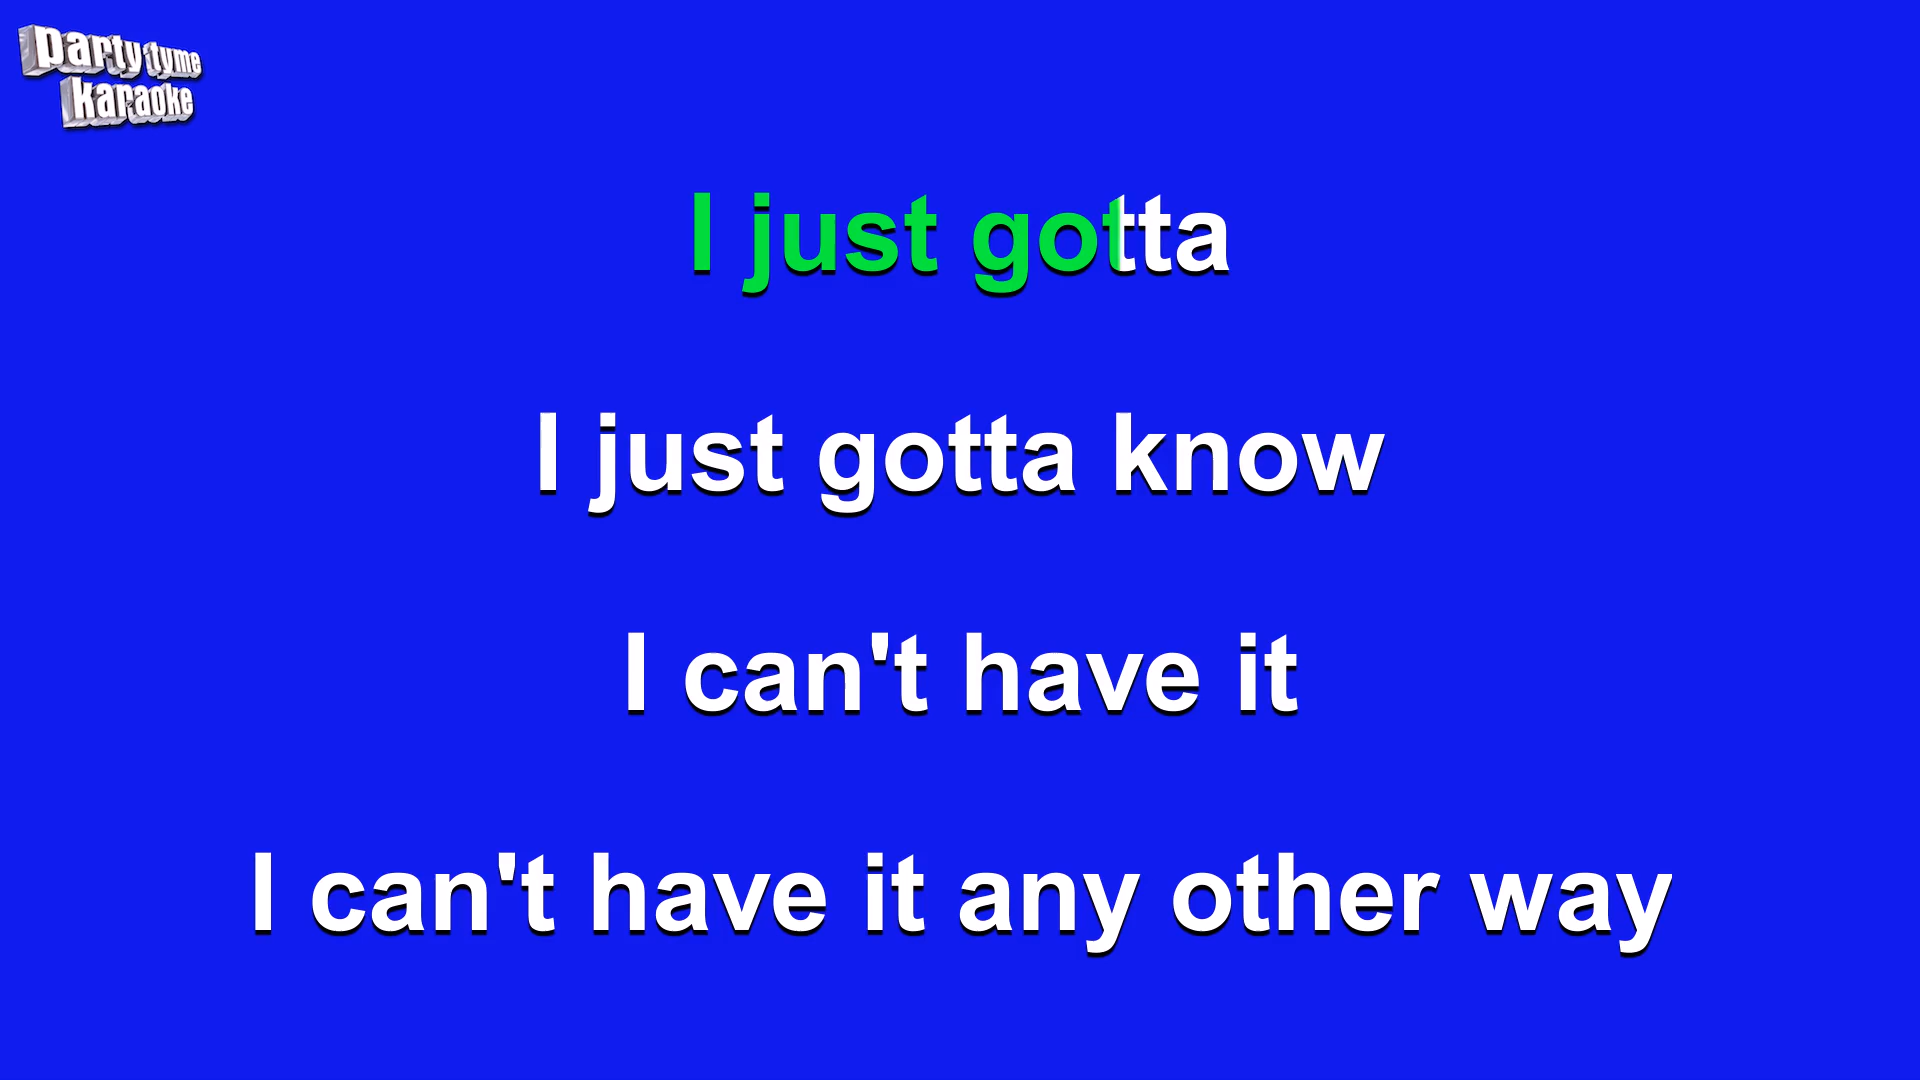 party tyme
karaoke
I just gotta
I just gotta know
I can't have it
I can't have it any other way